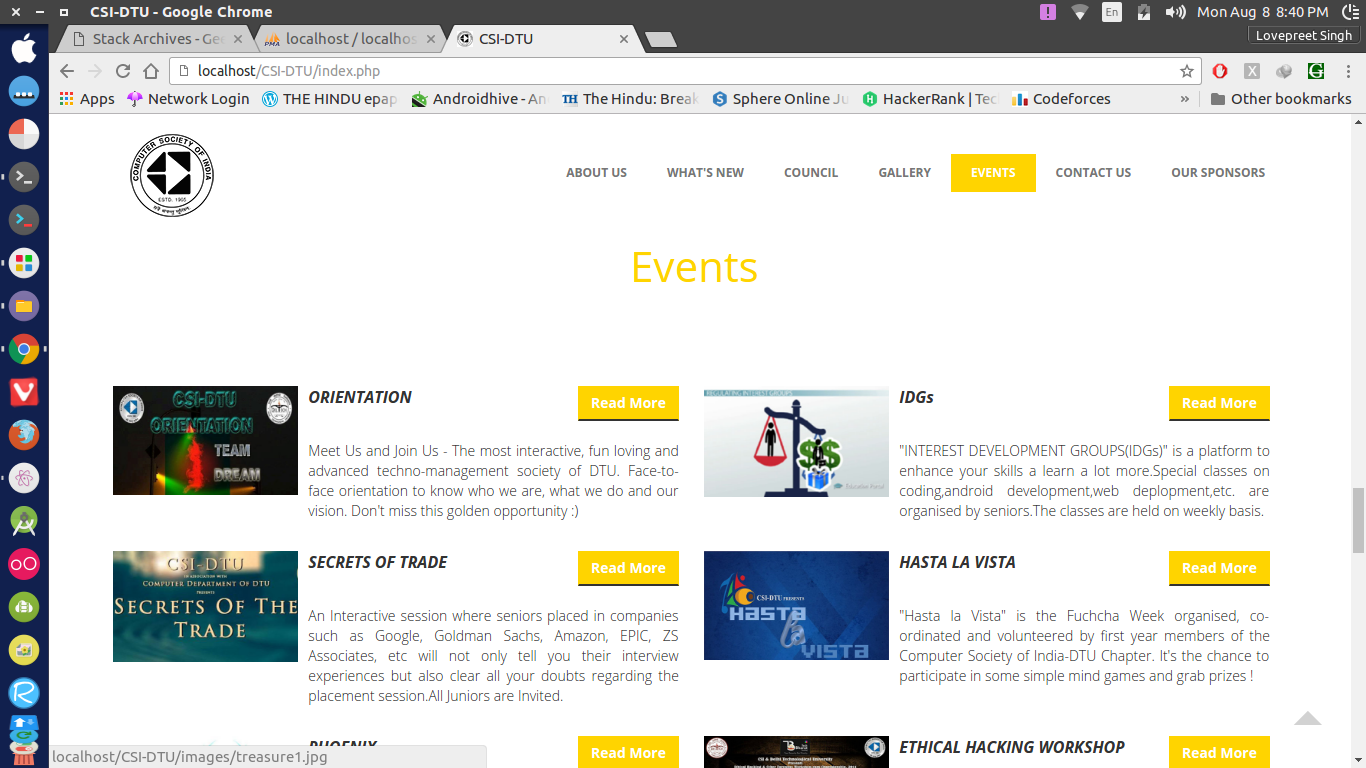 CSI-DTU - Google Chrome
En
Mon Aug 8 8:40 PM
Lovepreet Singh
Stack Archives - Gee
localhost / localhos
CSI-DTU
localhost/CSI-DTU/index.php
Apps
Network Login
THE HINDU epap
Androidhive - An
The Hindu: Break
Sphere Online Ju
HackerRank | Tec
Codeforces
»
Other bookmarks
COMPUTER SOCIETY OF INDIA
ESTD. 1965
ABOUT US
WHAT'S NEW
COUNCIL
GALLERY
EVENTS
CONTACT US
OUR SPONSORS
Events
CSI-DTU
ORIENTATION
TEAM
DREAM
ORIENTATION
Read More
Meet Us and Join Us - The most interactive, fun loving and
advanced techno-management society of DTU. Face-to-
face orientation to know who we are, what we do and our
vision. Don't miss this golden opportunity :)
REGULATING INTEREST GROUPS
Education Portal
IDGs
Read More
"INTEREST DEVELOPMENT GROUPS(IDGs)" is a platform to
enhance your skills a learn a lot more.Special classes on
coding,android development,web deplopment,etc. are
organised by seniors.The classes are held on weekly basis.
CSI-DTU
IN ASSOCIATION WITH
COMPUTER DEPARTMENT OF DTU
PRESENTS
SECRETS OF THE
TRADE
SECRETS OF TRADE
Read More
An Interactive session where seniors placed in companies
such as Google, Goldman Sachs, Amazon, EPIC, ZS
Associates, etc will not only tell you their interview
experiences but also clear all your doubts regarding the
placement session.All Juniors are Invited.
CSI-DTU PRESENTS
HASTA
la
VISTA
HASTA LA VISTA
Read More
"Hasta la Vista" is the Fuchcha Week organised, co-
ordinated and volunteered by first year members of the
Computer Society of India-DTU Chapter. It's the chance to
participate in some simple mind games and grab prizes !
PHOENIX
Read More
CSI & Delhi Technological University
ETHICAL HACKING WORKSHOP
Read More
localhost/CSI-DTU/images/treasure1.jpg